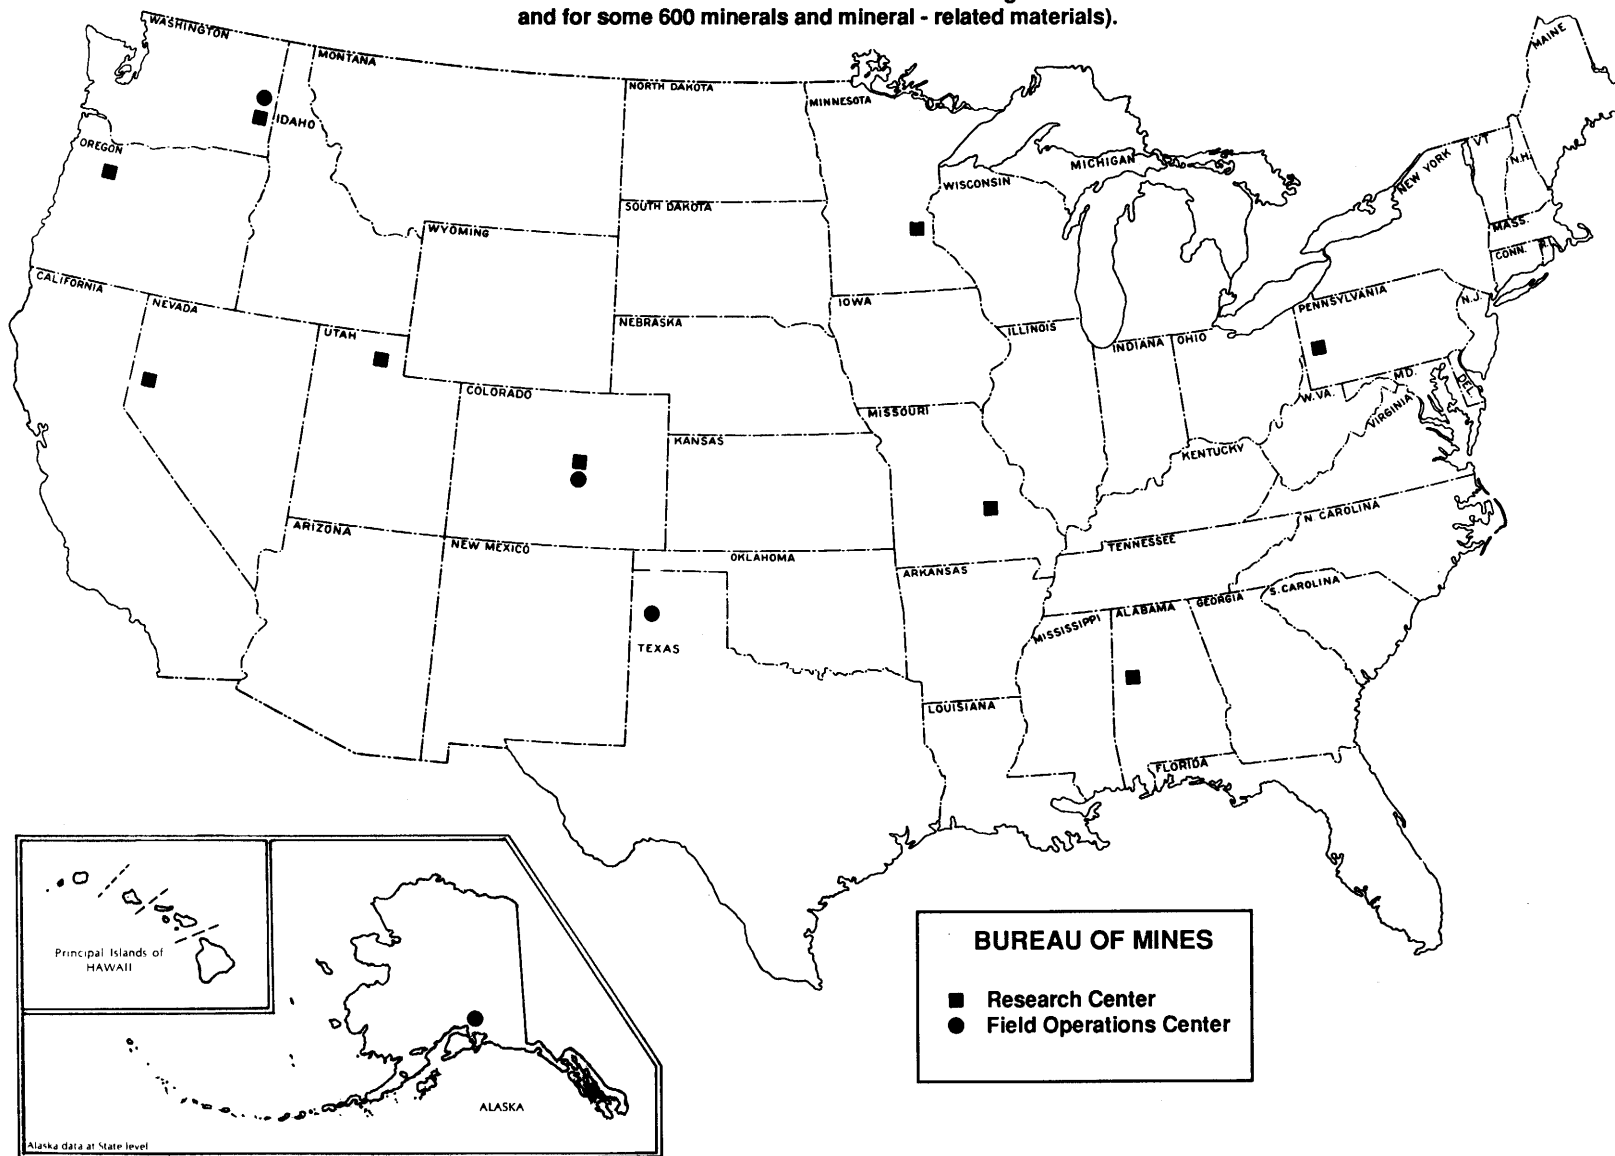 and for some 600 minerals and mineral - related materials).
WASHINGTON
MONTANA
NORTH DAKOTA
MINNESOTA
MAINE
IDAHO
OREGON
VT
N.H.
NEW YORK
MICHIGAN
WISCONSIN
SOUTH DAKOTA
WYOMING
MASS.
CONN.
R.I.
CALIFORNIA
NEVADA
UTAH
NEBRASKA
IOWA
ILLINOIS
INDIANA
OHIO
PENNSYLVANIA
N.J.
MD.
DEL.
W.VA.
VIRGINIA
COLORADO
MISSOURI
KANSAS
KENTUCKY
ARIZONA
NEW MEXICO
OKLAHOMA
ARKANSAS
TENNESSEE
N CAROLINA
S. CAROLINA
GEORGIA
ALABAMA
MISSISSIPPI
TEXAS
LOUISIANA
FLORIDA
Principal Islands of
HAWAII
ALASKA
Alaska data at State level
BUREAU OF MINES
Research Center
Field Operations Center